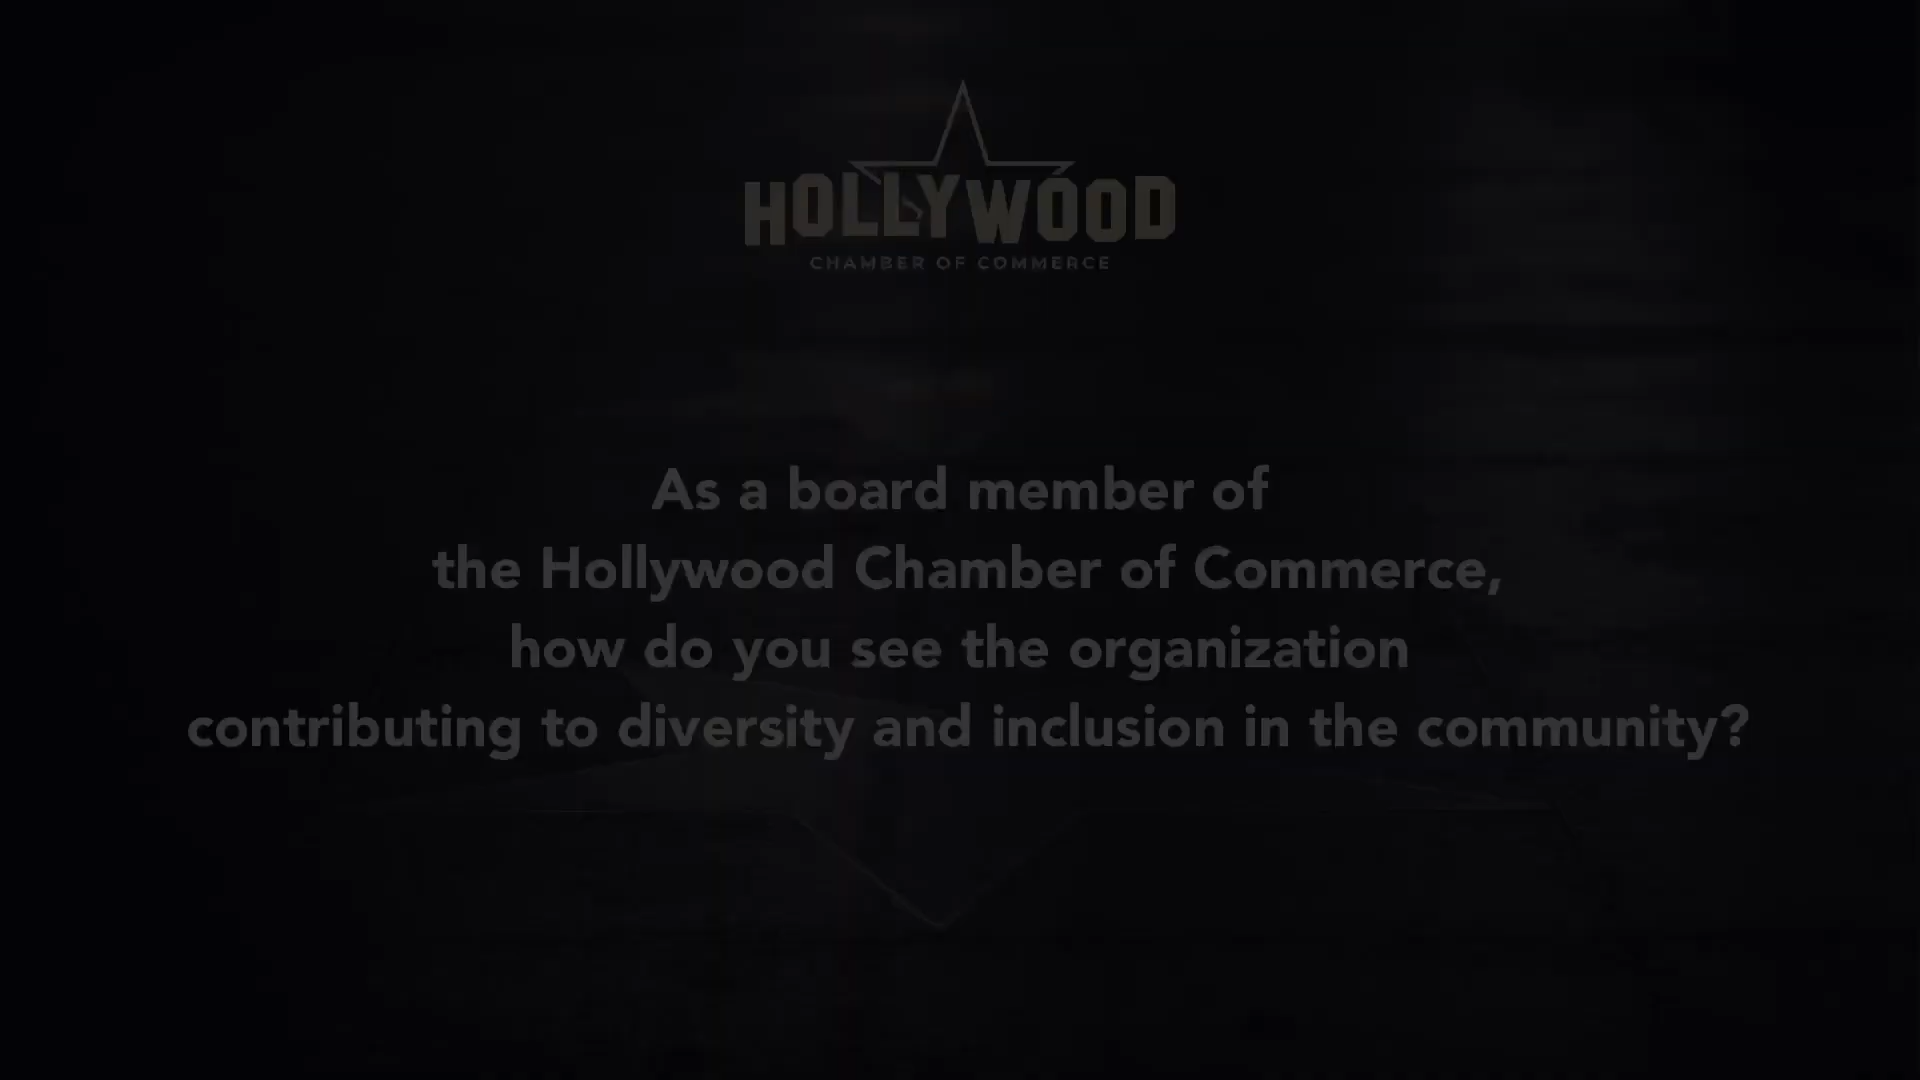 HOLLYWOOD
CHAMBER OF COMMERCE
As a board member of
the Hollywood Chamber of Commerce,
how do you see the organization
contributing to diversity and inclusion in the community?